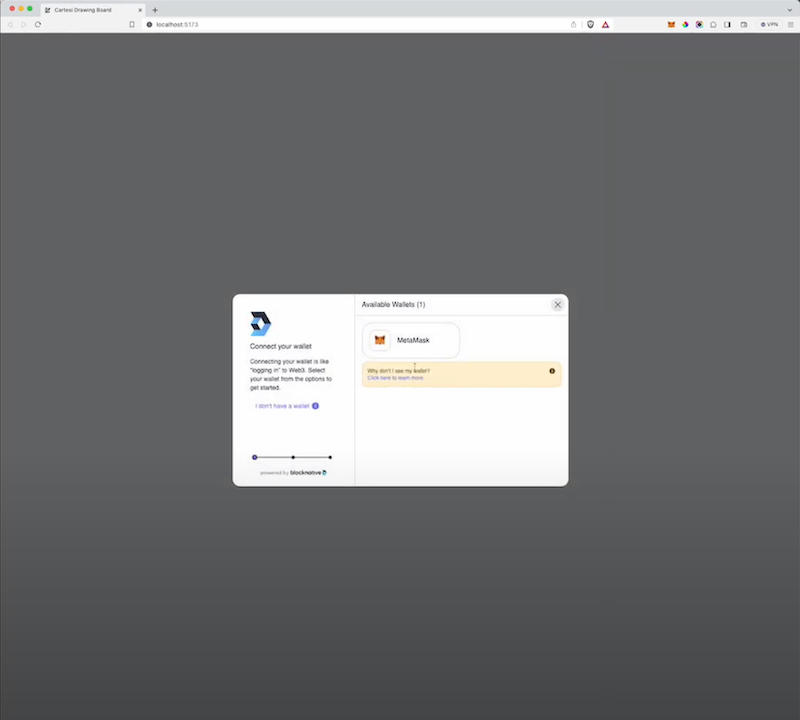 Cartesi Drawing Board
localhost:5173
VPN
Available Wallets (1)
MetaMask
Why don't I see my wallet?
Click here to learn more.
Connect your wallet
Connecting your wallet is like
"logging in" to Web3. Select
your wallet from the options to
get started.
I don't have a wallet
powered by blocknative